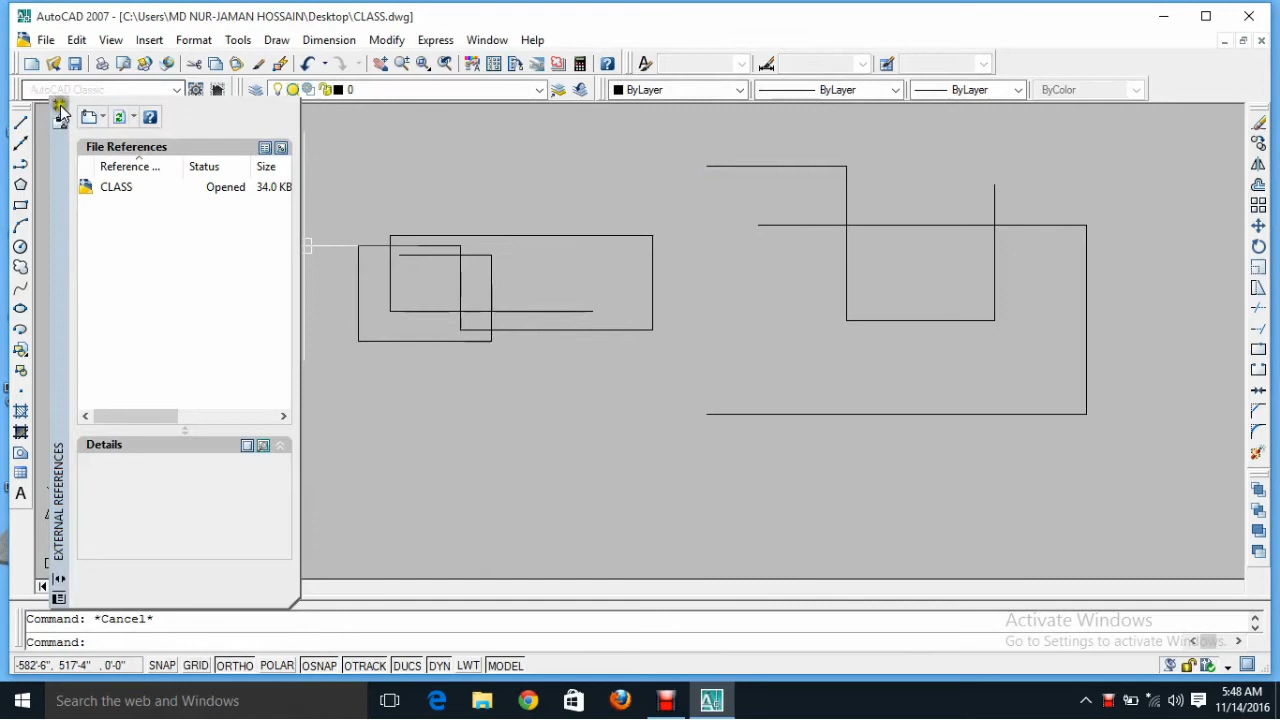 AutoCAD 2007 - [C:\Users\MD NUR-JAMAN HOSSAIN\Desktop\CLASS.dwg]
File Edit View Insert Format Tools Draw Dimension Modify Express Window Help
AutoCAD Classic 0 ByLayer ByLayer ByLayer ByColor
File References
Reference ... Status Size
CLASS Opened 34.0 KB
Details
EXTERNAL REFERENCES
Command: *Cancel*
Command:
Activate Windows
Go to Settings to activate Windows.
-582'-6", 517'-4" , 0'-0" SNAP GRID ORTHO POLAR OSNAP OTRACK DUCS DYN LWT MODEL
Search the web and Windows
5:48 AM
11/14/2016